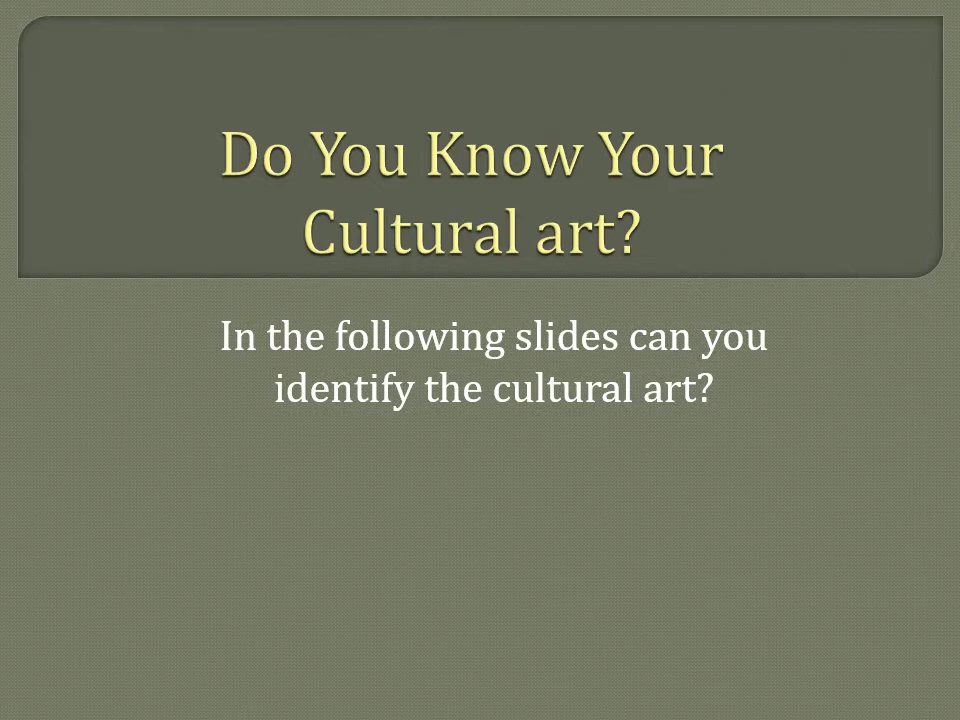 Do You Know Your
Cultural art?
In the following slides can you
identify the cultural art?